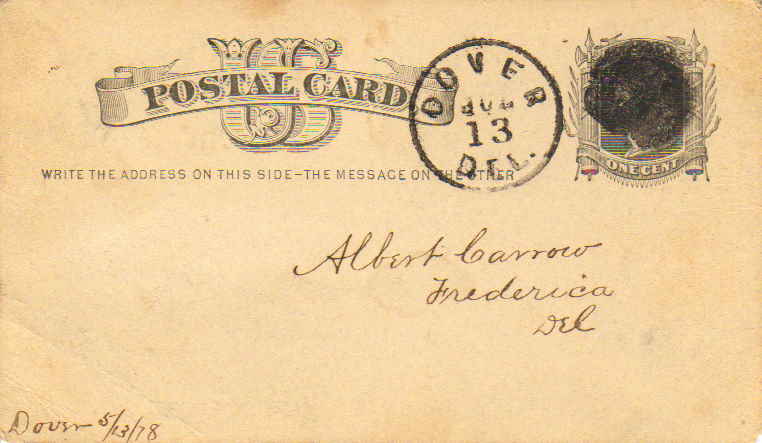 US
POSTAL CARD
DOVER
JUL
13
DEL.
ONE CENT
WRITE THE ADDRESS ON THIS SIDE–THE MESSAGE ON THE OTHER
Albert Carrow
Frederica
Del
Dover 5/13/78